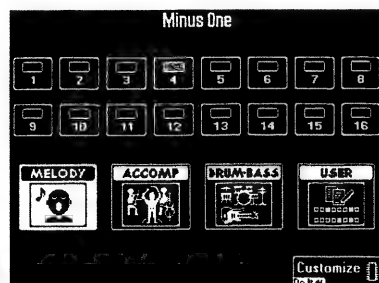 Minus One
1 2 3 4 5 6 7 8
9 10 11 12 13 14 15 16
MELODY ACCOMP DRUM&BASS USER
Customize